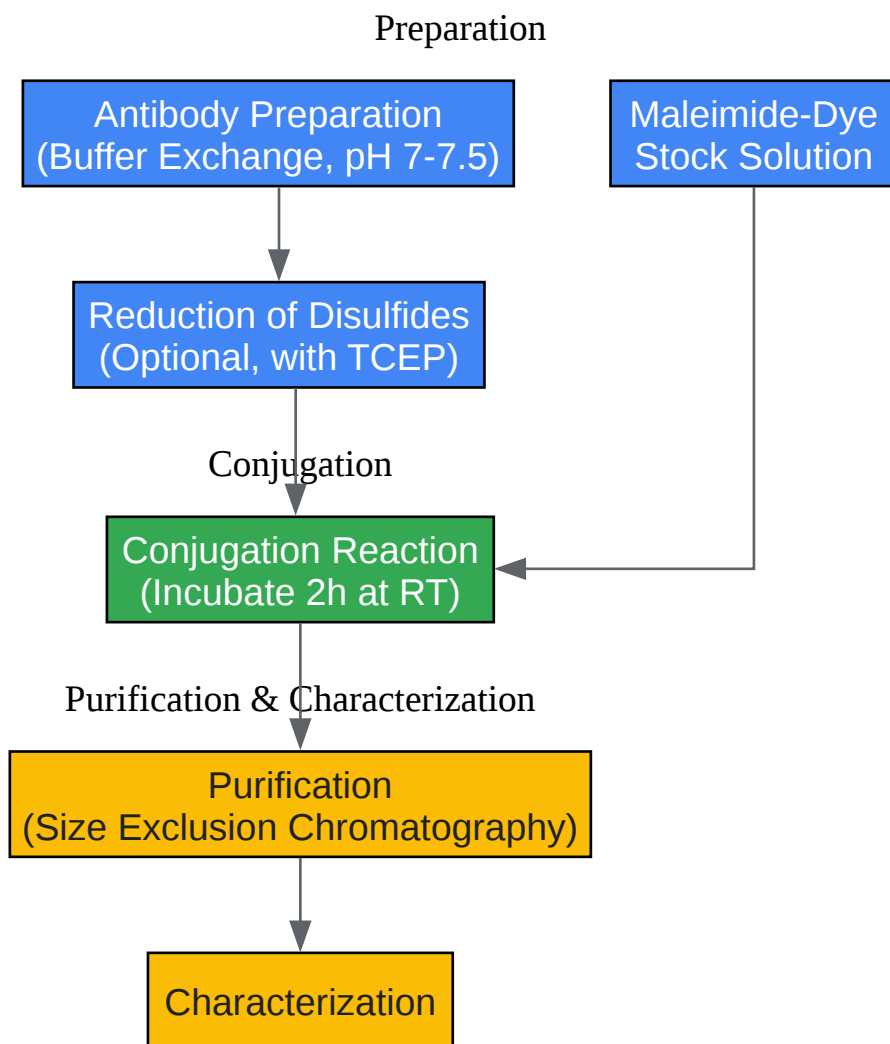 Preparation
Antibody Preparation
(Buffer Exchange, pH 7-7.5)
Maleimide-Dye
Stock Solution
Reduction of Disulfides
(Optional, with TCEP)
Conjugation
Conjugation Reaction
(Incubate 2h at RT)
Purification & Characterization
Purification
(Size Exclusion Chromatography)
Characterization